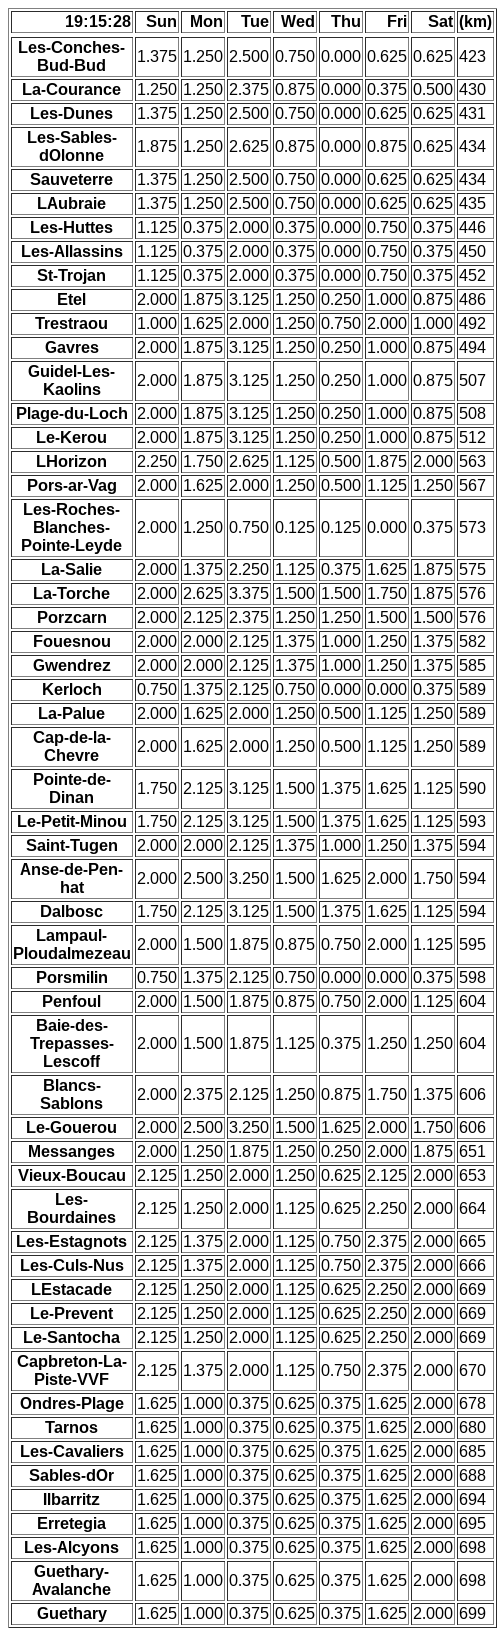 19:15:28 Sun Mon Tue Wed Thu Fri Sat (km)
Les-Conches-
Bud-Bud 1.375 1.250 2.500 0.750 0.000 0.625 0.625 423
La-Courance 1.250 1.250 2.375 0.875 0.000 0.375 0.500 430
Les-Dunes 1.375 1.250 2.500 0.750 0.000 0.625 0.625 431
Les-Sables-
dOlonne 1.875 1.250 2.625 0.875 0.000 0.875 0.625 434
Sauveterre 1.375 1.250 2.500 0.750 0.000 0.625 0.625 434
LAubraie 1.375 1.250 2.500 0.750 0.000 0.625 0.625 435
Les-Huttes 1.125 0.375 2.000 0.375 0.000 0.750 0.375 446
Les-Allassins 1.125 0.375 2.000 0.375 0.000 0.750 0.375 450
St-Trojan 1.125 0.375 2.000 0.375 0.000 0.750 0.375 452
Etel 2.000 1.875 3.125 1.250 0.250 1.000 0.875 486
Trestraou 1.000 1.625 2.000 1.250 0.750 2.000 1.000 492
Gavres 2.000 1.875 3.125 1.250 0.250 1.000 0.875 494
Guidel-Les-
Kaolins 2.000 1.875 3.125 1.250 0.250 1.000 0.875 507
Plage-du-Loch 2.000 1.875 3.125 1.250 0.250 1.000 0.875 508
Le-Kerou 2.000 1.875 3.125 1.250 0.250 1.000 0.875 512
LHorizon 2.250 1.750 2.625 1.125 0.500 1.875 2.000 563
Pors-ar-Vag 2.000 1.625 2.000 1.250 0.500 1.125 1.250 567
Les-Roches-
Blanches-
Pointe-Leyde 2.000 1.250 0.750 0.125 0.125 0.000 0.375 573
La-Salie 2.000 1.375 2.250 1.125 0.375 1.625 1.875 575
La-Torche 2.000 2.625 3.375 1.500 1.500 1.750 1.875 576
Porzcarn 2.000 2.125 2.375 1.250 1.250 1.500 1.500 576
Fouesnou 2.000 2.000 2.125 1.375 1.000 1.250 1.375 582
Gwendrez 2.000 2.000 2.125 1.375 1.000 1.250 1.375 585
Kerloch 0.750 1.375 2.125 0.750 0.000 0.000 0.375 589
La-Palue 2.000 1.625 2.000 1.250 0.500 1.125 1.250 589
Cap-de-la-
Chevre 2.000 1.625 2.000 1.250 0.500 1.125 1.250 589
Pointe-de-
Dinan 1.750 2.125 3.125 1.500 1.375 1.625 1.125 590
Le-Petit-Minou 1.750 2.125 3.125 1.500 1.375 1.625 1.125 593
Saint-Tugen 2.000 2.000 2.125 1.375 1.000 1.250 1.375 594
Anse-de-Pen-
hat 2.000 2.500 3.250 1.500 1.625 2.000 1.750 594
Dalbosc 1.750 2.125 3.125 1.500 1.375 1.625 1.125 594
Lampaul-
Ploudalmezeau 2.000 1.500 1.875 0.875 0.750 2.000 1.125 595
Porsmilin 0.750 1.375 2.125 0.750 0.000 0.000 0.375 598
Penfoul 2.000 1.500 1.875 0.875 0.750 2.000 1.125 604
Baie-des-
Trepasses-
Lescoff 2.000 1.500 1.875 1.125 0.375 1.250 1.250 604
Blancs-
Sablons 2.000 2.375 2.125 1.250 0.875 1.750 1.375 606
Le-Gouerou 2.000 2.500 3.250 1.500 1.625 2.000 1.750 606
Messanges 2.000 1.250 1.875 1.250 0.250 2.000 1.875 651
Vieux-Boucau 2.125 1.250 2.000 1.250 0.625 2.125 2.000 653
Les-
Bourdaines 2.125 1.250 2.000 1.125 0.625 2.250 2.000 664
Les-Estagnots 2.125 1.375 2.000 1.125 0.750 2.375 2.000 665
Les-Culs-Nus 2.125 1.375 2.000 1.125 0.750 2.375 2.000 666
LEstacade 2.125 1.250 2.000 1.125 0.625 2.250 2.000 669
Le-Prevent 2.125 1.250 2.000 1.125 0.625 2.250 2.000 669
Le-Santocha 2.125 1.250 2.000 1.125 0.625 2.250 2.000 669
Capbreton-La-
Piste-VVF 2.125 1.375 2.000 1.125 0.750 2.375 2.000 670
Ondres-Plage 1.625 1.000 0.375 0.625 0.375 1.625 2.000 678
Tarnos 1.625 1.000 0.375 0.625 0.375 1.625 2.000 680
Les-Cavaliers 1.625 1.000 0.375 0.625 0.375 1.625 2.000 685
Sables-dOr 1.625 1.000 0.375 0.625 0.375 1.625 2.000 688
Ilbarritz 1.625 1.000 0.375 0.625 0.375 1.625 2.000 694
Erretegia 1.625 1.000 0.375 0.625 0.375 1.625 2.000 695
Les-Alcyons 1.625 1.000 0.375 0.625 0.375 1.625 2.000 698
Guethary-
Avalanche 1.625 1.000 0.375 0.625 0.375 1.625 2.000 698
Guethary 1.625 1.000 0.375 0.625 0.375 1.625 2.000 699